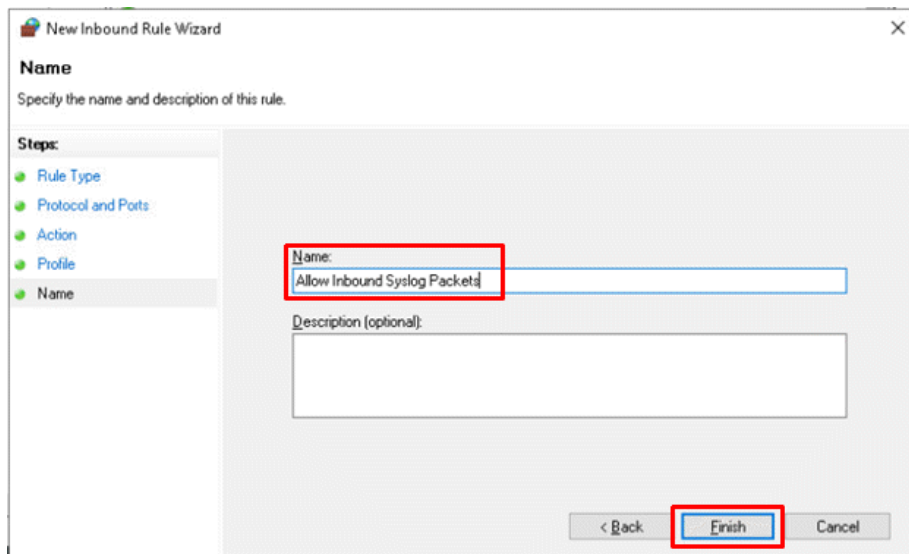 New Inbound Rule Wizard
Name
Specify the name and description of this rule.
Steps:
Rule Type
Protocol and Ports
Action
Profile
Name
Name:
Allow Inbound Syslog Packets
Description (optional):
< Back
Finish
Cancel